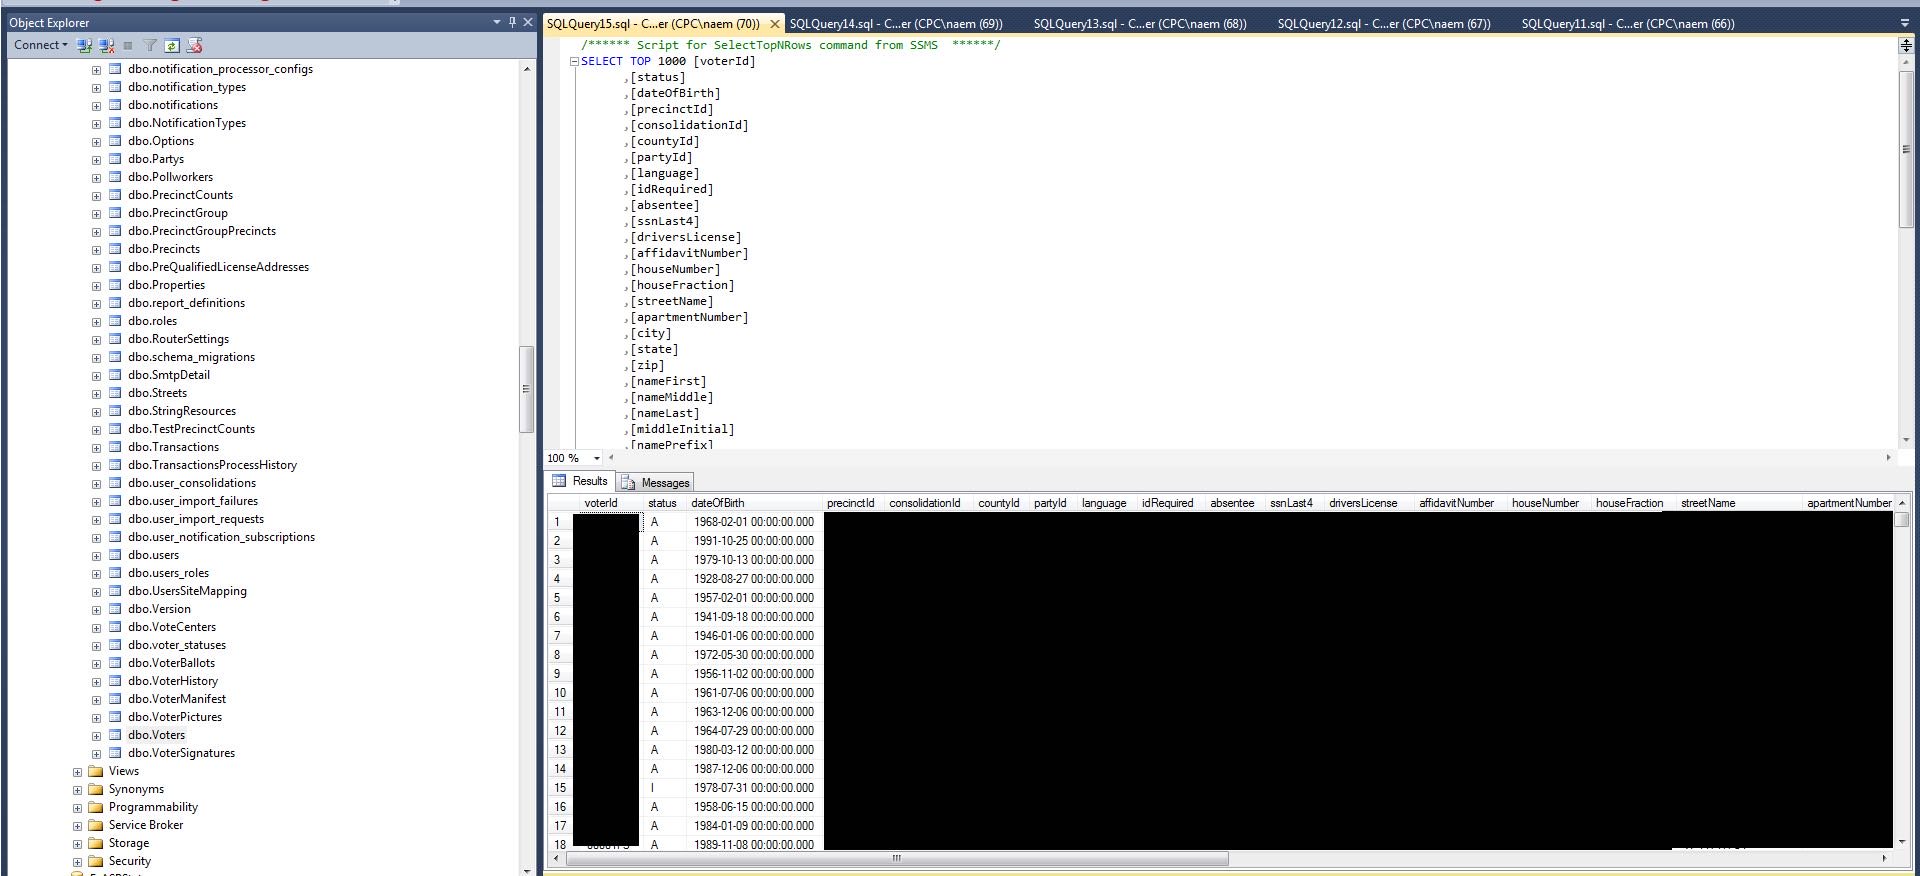 Object Explorer
Connect
dbo.notification_processor_configs
dbo.notification_types
dbo.notifications
dbo.NotificationTypes
dbo.Options
dbo.Partys
dbo.Pollworkers
dbo.PrecinctCounts
dbo.PrecinctGroup
dbo.PrecinctGroupPrecincts
dbo.Precincts
dbo.PreQualifiedLicenseAddresses
dbo.Properties
dbo.report_definitions
dbo.roles
dbo.RouterSettings
dbo.schema_migrations
dbo.SmtpDetail
dbo.Streets
dbo.StringResources
dbo.TestPrecinctCounts
dbo.Transactions
dbo.TransactionsProcessHistory
dbo.user_consolidations
dbo.user_import_failures
dbo.user_import_requests
dbo.user_notification_subscriptions
dbo.users
dbo.users_roles
dbo.UsersSiteMapping
dbo.Version
dbo.VoteCenters
dbo.voter_statuses
dbo.VoterBallots
dbo.VoterHistory
dbo.VoterManifest
dbo.VoterPictures
dbo.Voters
dbo.VoterSignatures
Views
Synonyms
Programmability
Service Broker
Storage
Security
SQLQuery15.sql - C...er (CPC\naem (70)) SQLQuery14.sql - C...er (CPC\naem (69)) SQLQuery13.sql - C...er (CPC\naem (68)) SQLQuery12.sql - C...er (CPC\naem (67)) SQLQuery11.sql - C...er (CPC\naem (66))
/****** Script for SelectTopNRows command from SSMS  ******/
SELECT TOP 1000 [voterId]
,[status]
,[dateOfBirth]
,[precinctId]
,[consolidationId]
,[countyId]
,[partyId]
,[language]
,[idRequired]
,[absentee]
,[ssnLast4]
,[driversLicense]
,[affidavitNumber]
,[houseNumber]
,[houseFraction]
,[streetName]
,[apartmentNumber]
,[city]
,[state]
,[zip]
,[nameFirst]
,[nameMiddle]
,[nameLast]
,[middleInitial]
,[namePrefix]
100 %
Results Messages
voterId status dateOfBirth precinctId consolidationId countyId partyId language idRequired absentee ssnLast4 driversLicense affidavitNumber houseNumber houseFraction streetName apartmentNumber
1 A 1968-02-01 00:00:00.000
2 A 1991-10-25 00:00:00.000
3 A 1979-10-13 00:00:00.000
4 A 1928-08-27 00:00:00.000
5 A 1957-02-01 00:00:00.000
6 A 1941-09-18 00:00:00.000
7 A 1946-01-06 00:00:00.000
8 A 1972-05-30 00:00:00.000
9 A 1956-11-02 00:00:00.000
10 A 1961-07-06 00:00:00.000
11 A 1963-12-06 00:00:00.000
12 A 1964-07-29 00:00:00.000
13 A 1980-03-12 00:00:00.000
14 A 1987-12-06 00:00:00.000
15 I 1978-07-31 00:00:00.000
16 A 1958-06-15 00:00:00.000
17 A 1984-01-09 00:00:00.000
18 A 1989-11-08 00:00:00.000